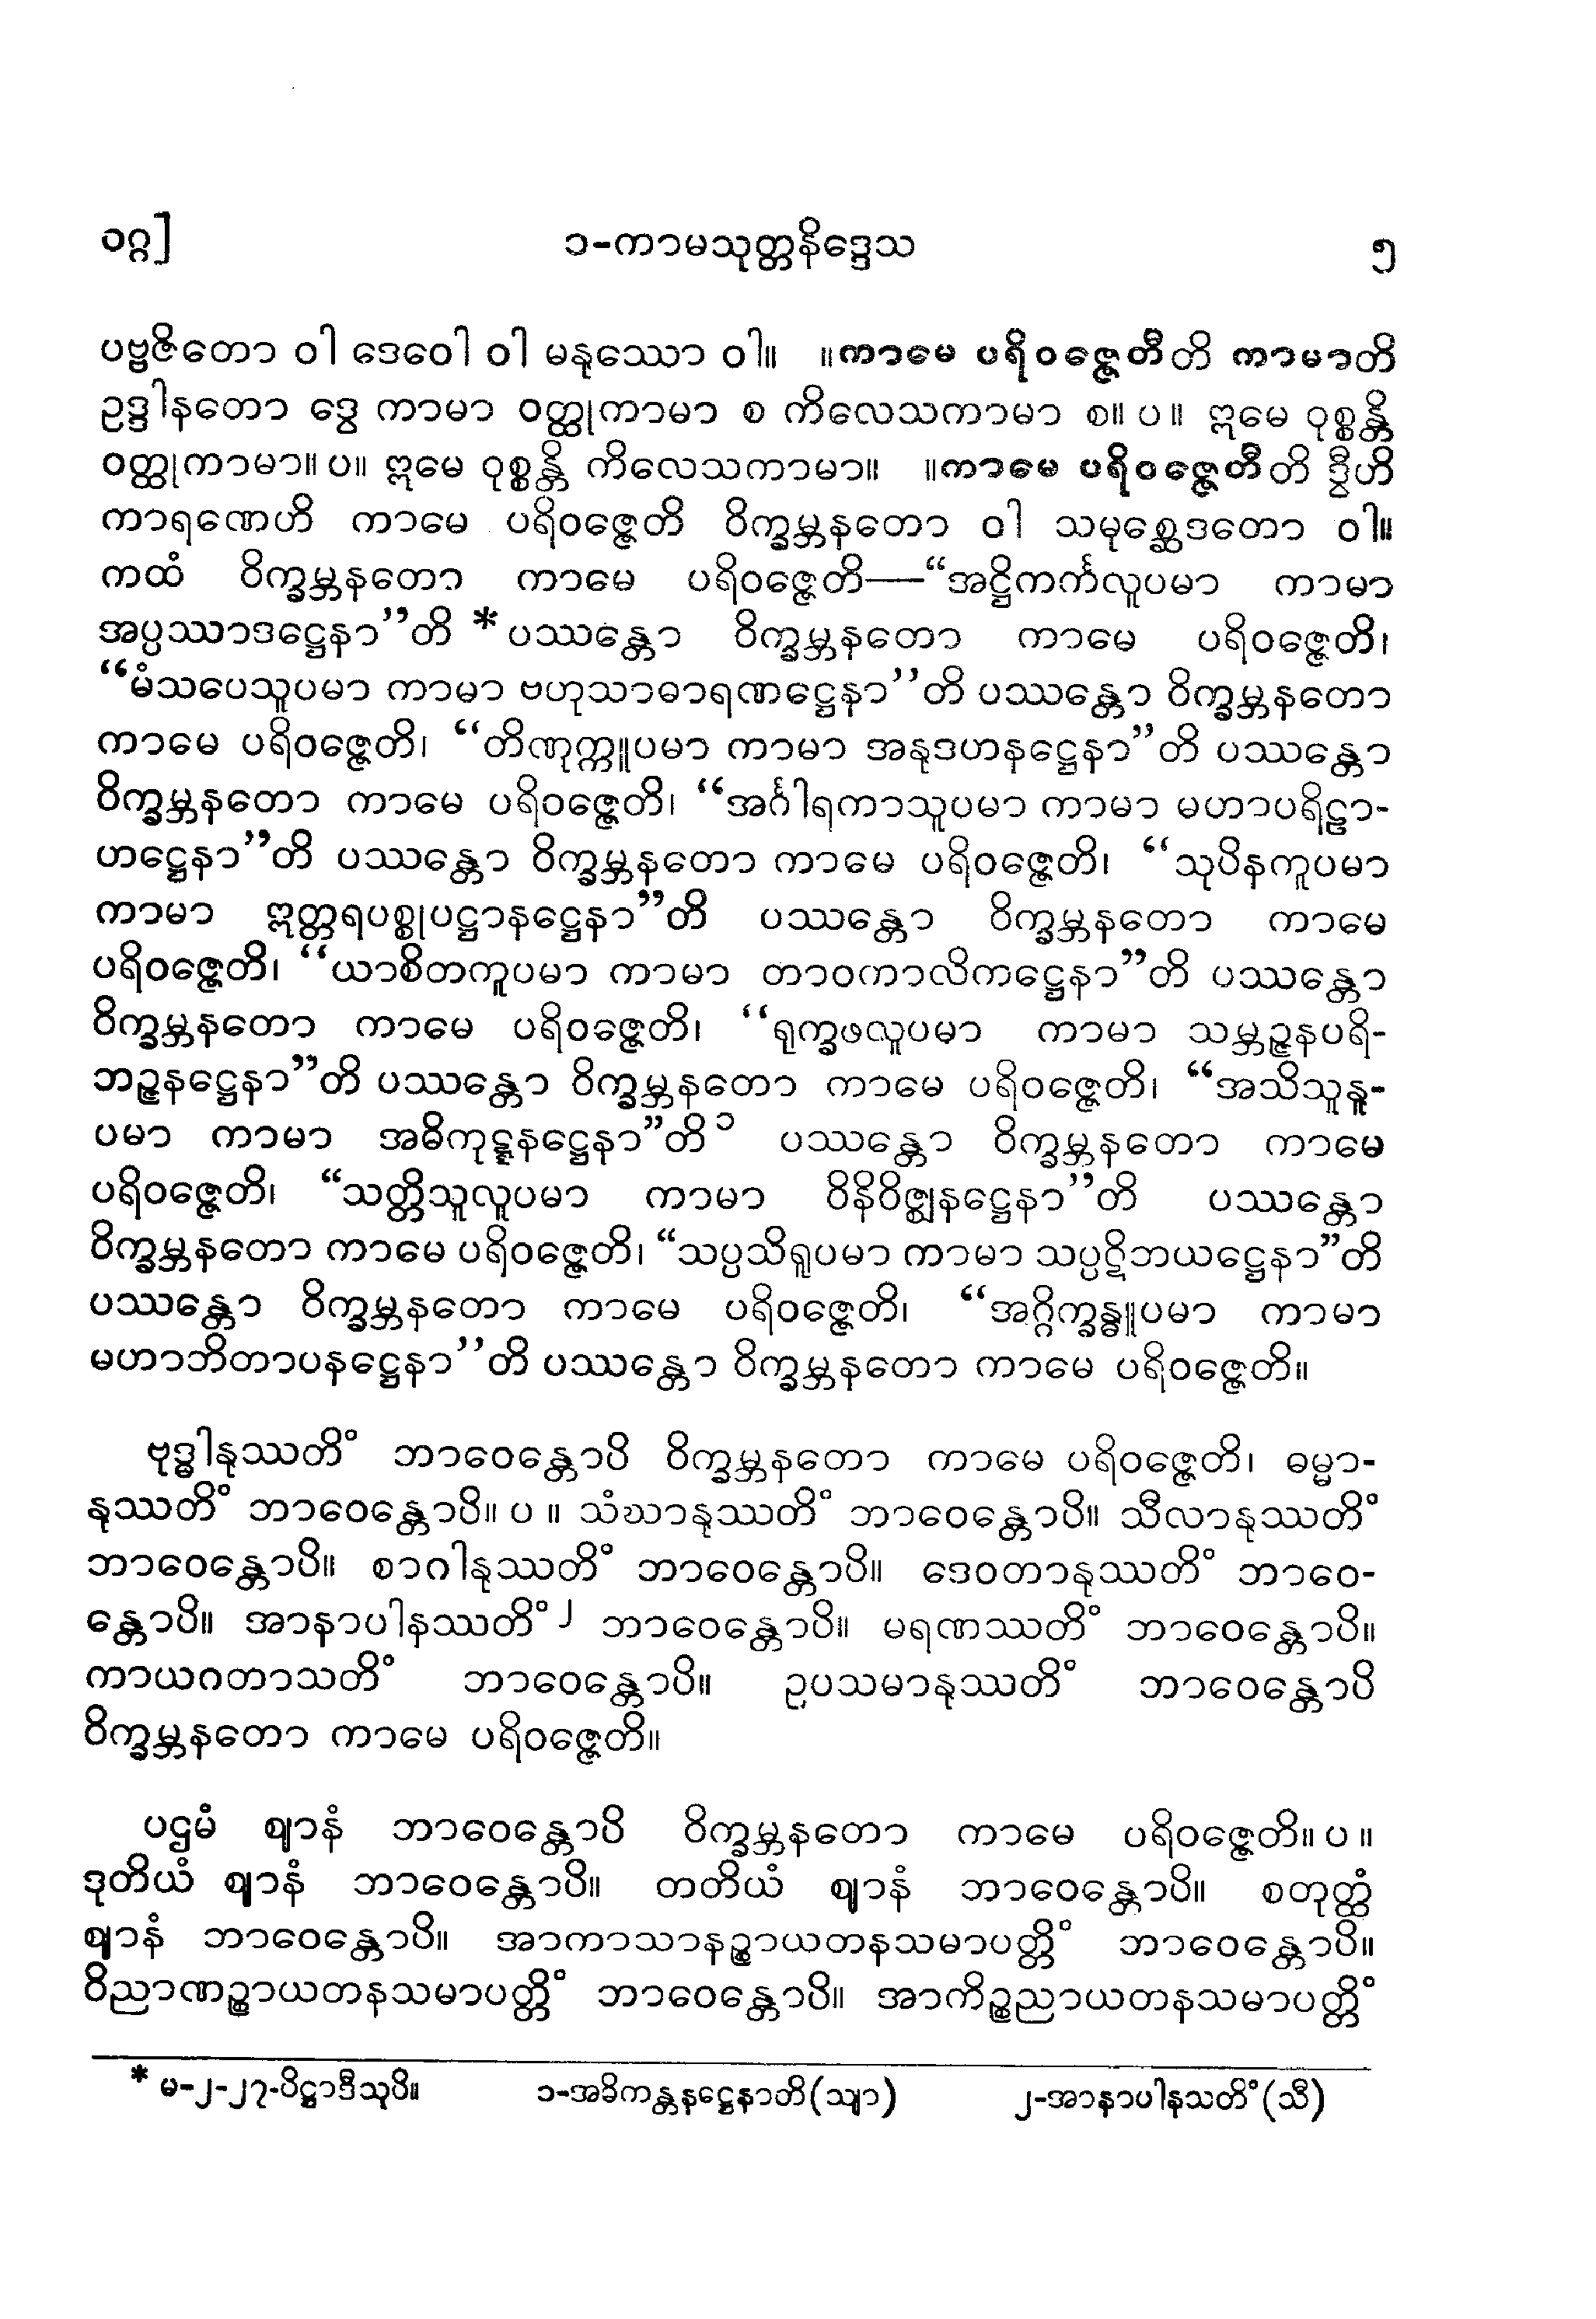 ဝဂ္ဂ] ၁-ကာမသုတ္တနိဒ္ဒေသ ၅
ပဗ္ဗဇိတော ဝါ ဒေဝေါ ဝါ မနုဿော ဝါ။ ။ကာမေ ပရိဝဇ္ဇေတီတိ ကာမာတိ
ဥဒ္ဒါနတော ဒွေ ကာမာ ဝတ္ထုကာမာ စ ကိလေသကာမာ စ။ ပ ။ ဣမေ ဝုစ္စန္တိ
ဝတ္ထုကာမာ။ ပ။ ဣမေ ဝုစ္စန္တိ ကိလေသကာမာ။ ။ကာမေ ပရိဝဇ္ဇေတီတိ ဒွီဟိ
ကာရဏေဟိ ကာမေ ပရိဝဇ္ဇေတိ ဝိက္ခမ္ဘနတော ဝါ သမုစ္ဆေဒတော ဝါ။
ကထံ ဝိက္ခမ္ဘနတော ကာမေ ပရိဝဇ္ဇေတိ—“အဋ္ဌိကင်္ကလူပမာ ကာမာ
အပ္ပဿာဒဋ္ဌေနာ”တိ * ပဿန္တော ဝိက္ခမ္ဘနတော ကာမေ ပရိဝဇ္ဇေတိ၊
“မံသပေသူပမာ ကာမာ ဗဟုသာဓာရဏဋ္ဌေနာ”တိ ပဿန္တော ဝိက္ခမ္ဘနတော
ကာမေ ပရိဝဇ္ဇေတိ၊ “တိဏုက္ကူပမာ ကာမာ အနုဒဟနဋ္ဌေနာ”တိ ပဿန္တော
ဝိက္ခမ္ဘနတော ကာမေ ပရိဝဇ္ဇေတိ၊ “အင်္ဂါရကာသူပမာ ကာမာ မဟာပရိဠာ-
ဟဋ္ဌေနာ”တိ ပဿန္တော ဝိက္ခမ္ဘနတော ကာမေ ပရိဝဇ္ဇေတိ၊ “သုပိနကူပမာ
ကာမာ ဣတ္တရပစ္စုပဋ္ဌာနဋ္ဌေနာ”တိ ပဿန္တော ဝိက္ခမ္ဘနတော ကာမေ
ပရိဝဇ္ဇေတိ၊ “ယာစိတကူပမာ ကာမာ တာဝကာလိကဋ္ဌေနာ”တိ ပဿန္တော
ဝိက္ခမ္ဘနတော ကာမေ ပရိဝဇ္ဇေတိ၊ “ရုက္ခဖလူပမာ ကာမာ သမ္ဘဉ္ဇနပရိ-
ဘဉ္ဇနဋ္ဌေနာ”တိ ပဿန္တော ဝိက္ခမ္ဘနတော ကာမေ ပရိဝဇ္ဇေတိ၊ “အသိသူနူ-
ပမာ ကာမာ အဓိကုဋ္ဋနဋ္ဌေနာ”တိ၁ ပဿန္တော ဝိက္ခမ္ဘနတော ကာမေ
ပရိဝဇ္ဇေတိ၊ “သတ္တိသူလူပမာ ကာမာ ဝိနိဝိဇ္ဈနဋ္ဌေနာ”တိ ပဿန္တော
ဝိက္ခမ္ဘနတော ကာမေ ပရိဝဇ္ဇေတိ၊ “သပ္ပသိရူပမာ ကာမာ သပ္ပဋိဘယဋ္ဌေနာ”တိ
ပဿန္တော ဝိက္ခမ္ဘနတော ကာမေ ပရိဝဇ္ဇေတိ၊ “အဂ္ဂိက္ခန္ဓူပမာ ကာမာ
မဟာဘိတာပနဋ္ဌေနာ”တိ ပဿန္တော ဝိက္ခမ္ဘနတော ကာမေ ပရိဝဇ္ဇေတိ။
ဗုဒ္ဓါနုဿတိံ ဘာဝေန္တောပိ ဝိက္ခမ္ဘနတော ကာမေ ပရိဝဇ္ဇေတိ၊ ဓမ္မာ-
နုဿတိံ ဘာဝေန္တောပိ။ ပ ။ သံဃာနုဿတိံ ဘာဝေန္တောပိ။ သီလာနုဿတိံ
ဘာဝေန္တောပိ။ စာဂါနုဿတိံ ဘာဝေန္တောပိ။ ဒေဝတာနုဿတိံ ဘာဝေ-
န္တောပိ။ အာနာပါနဿတိံ၂ ဘာဝေန္တောပိ။ မရဏဿတိံ ဘာဝေန္တောပိ။
ကာယဂတာသတိံ ဘာဝေန္တောပိ။ ဥပသမာနုဿတိံ ဘာဝေန္တောပိ
ဝိက္ခမ္ဘနတော ကာမေ ပရိဝဇ္ဇေတိ။
ပဌမံ ဈာနံ ဘာဝေန္တောပိ ဝိက္ခမ္ဘနတော ကာမေ ပရိဝဇ္ဇေတိ။ ပ ။
ဒုတိယံ ဈာနံ ဘာဝေန္တောပိ။ တတိယံ ဈာနံ ဘာဝေန္တောပိ။ စတုတ္ထံ
ဈာနံ ဘာဝေန္တောပိ။ အာကာသာနဉ္စာယတနသမာပတ္တိံ ဘာဝေန္တောပိ။
ဝိညာဏဉ္စာယတနသမာပတ္တိံ ဘာဝေန္တောပိ။ အာကိဉ္စညာယတနသမာပတ္တိံ
* မ-၂-၂၇-ပိဋ္ဌာဒီသုပိ။ ၁-အဓိကန္တနဋ္ဌေနာတိ(သျာ) ၂-အာနာပါနသတိံ(သီ)